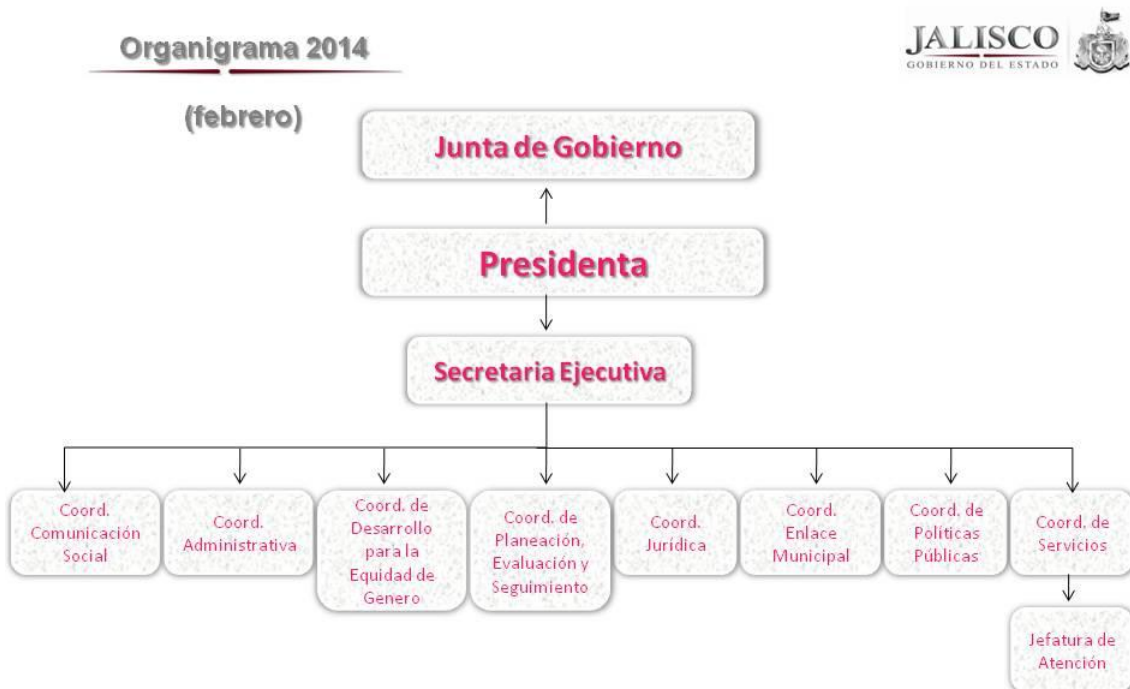 Organigrama 2014
(febrero)
JALISCO
GOBIERNO DEL ESTADO
Junta de Gobierno
Presidenta
Secretaria Ejecutiva
Coord.
Comunicación
Social
Coord.
Administrativa
Coord. de
Desarrollo
para la
Equidad de
Genero
Coord. de
Planeación,
Evaluación y
Seguimiento
Coord.
Jurídica
Coord.
Enlace
Municipal
Coord. de
Políticas
Públicas
Coord. de
Servicios
Jefatura de
Atención